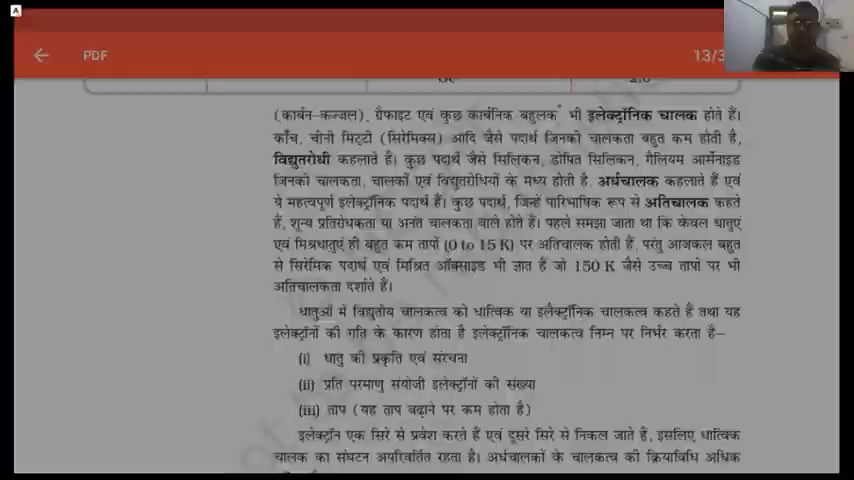 A
PDF
13/3
(कार्बन-कज्जल), ग्रैफाइट एवं कुछ कार्बनिक बहुलक* भी इलेक्ट्रॉनिक चालक होते हैं।
काँच, चीनी मिट्टी (सिरेमिक्स) आदि जैसे पदार्थ जिनकी चालकता बहुत कम होती है,
विद्युतरोधी कहलाते हैं। कुछ पदार्थ जैसे सिलिकन, डोपित सिलिकन, गैलियम आर्सेनाइड
जिनकी चालकता, चालकों एवं विद्युतरोधियों के मध्य होती है, अर्धचालक कहलाते हैं एवं
ये महत्वपूर्ण इलेक्ट्रॉनिक पदार्थ हैं। कुछ पदार्थ, जिन्हें पारिभाषिक रूप से अतिचालक कहते
हैं, शून्य प्रतिरोधकता या अनंत चालकता वाले होते हैं। पहले समझा जाता था कि केवल धातुएं
एवं मिश्रधातुएं ही बहुत कम तापों (0 to 15 K) पर अतिचालक होती हैं, परंतु आजकल बहुत
से सिरेमिक पदार्थ एवं मिश्रित ऑक्साइड भी ज्ञात हैं जो 150 K जैसे उच्च तापों पर भी
अतिचालकता दर्शाते हैं।
धातुओं में विद्युतीय चालकत्व को धात्विक या इलैक्ट्रॉनिक चालकत्व कहते हैं तथा यह
इलेक्ट्रॉनों की गति के कारण होता है इलेक्ट्रॉनिक चालकत्व निम्न पर निर्भर करता है–
(i) धातु की प्रकृति एवं संरचना
(ii) प्रति परमाणु संयोजी इलेक्ट्रॉनों की संख्या
(iii) ताप (यह ताप बढ़ाने पर कम होता है)
इलेक्ट्रॉन एक सिरे से प्रवेश करते हैं एवं दूसरे सिरे से निकल जाते हैं, इसलिए धात्विक
चालक का संघटन अपरिवर्तित रहता है। अर्धचालकों के चालकत्व की क्रियाविधि अधिक